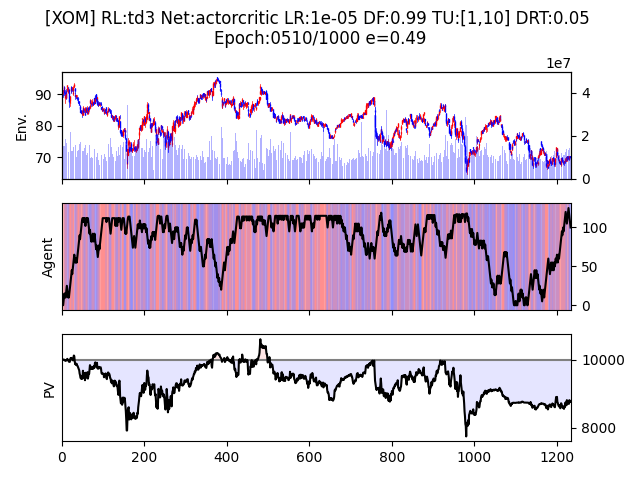 [XOM] RL:td3 Net:actorcritic LR:1e-05 DF:0.99 TU:[1,10] DRT:0.05
Epoch:0510/1000 e=0.49
1e7
Env.
90
80
70
4
2
0
Agent
100
50
0
PV
10000
8000
0 200 400 600 800 1000 1200